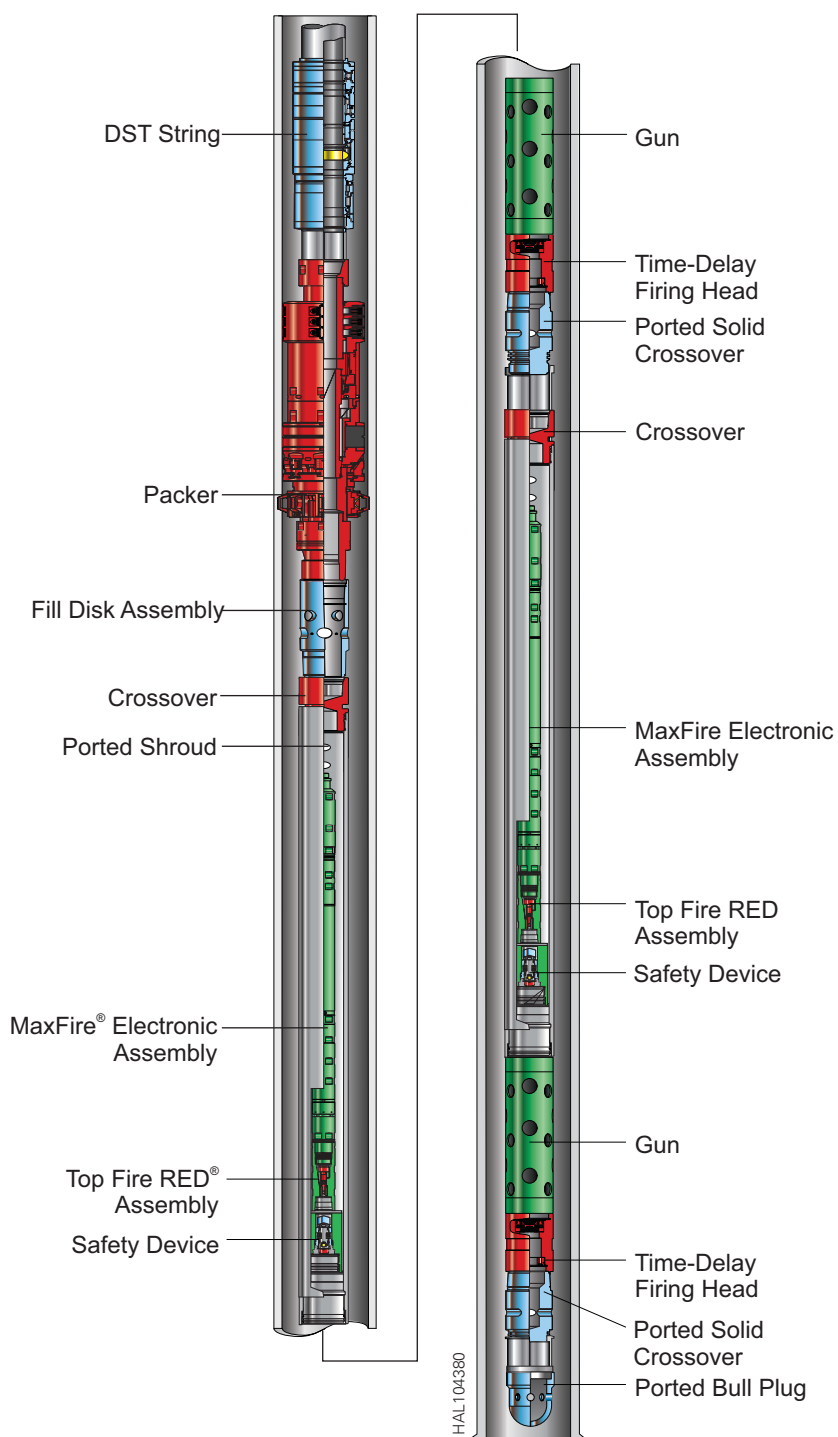 DST String
Packer
Fill Disk Assembly
Crossover
Ported Shroud
MaxFire® Electronic
Assembly
Top Fire RED®
Assembly
Safety Device
Gun
Time-Delay
Firing Head
Ported Solid
Crossover
Crossover
MaxFire Electronic
Assembly
Top Fire RED
Assembly
Safety Device
Gun
Time-Delay
Firing Head
Ported Solid
Crossover
Ported Bull Plug
HAL104380